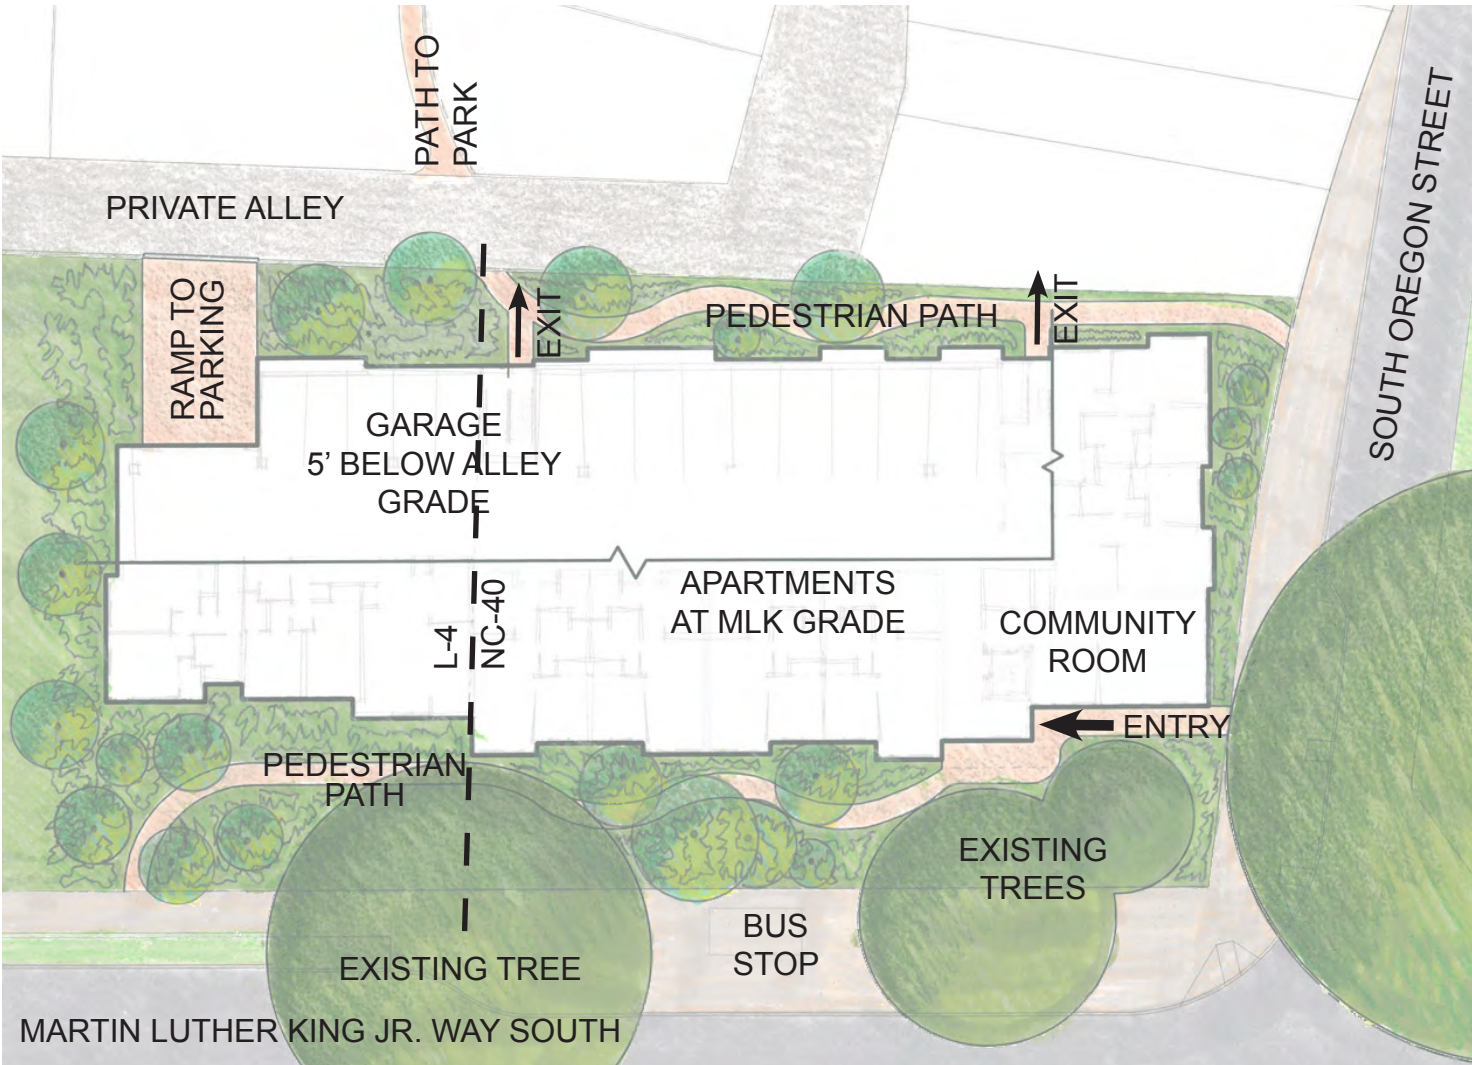 PATH TO
PARK
PRIVATE ALLEY
SOUTH OREGON STREET
RAMP TO
PARKING
EXIT
PEDESTRIAN PATH
EXIT
GARAGE
5’ BELOW ALLEY
GRADE
L-4
NC-40
APARTMENTS
AT MLK GRADE
COMMUNITY
ROOM
ENTRY
PEDESTRIAN
PATH
EXISTING
TREES
BUS
STOP
EXISTING TREE
MARTIN LUTHER KING JR. WAY SOUTH